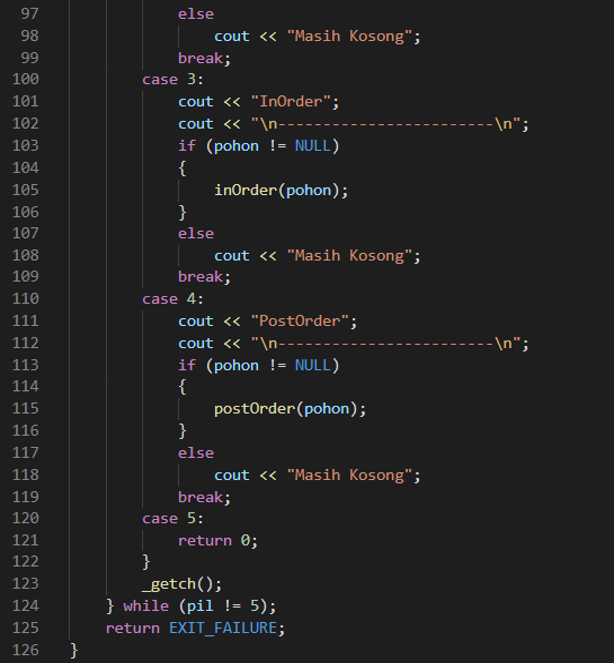 97 else
98 cout << "Masih Kosong";
99 break;
100 case 3:
101 cout << "InOrder";
102 cout << "\n------------------------\n";
103 if (pohon != NULL)
104 {
105 inOrder(pohon);
106 }
107 else
108 cout << "Masih Kosong";
109 break;
110 case 4:
111 cout << "PostOrder";
112 cout << "\n------------------------\n";
113 if (pohon != NULL)
114 {
115 postOrder(pohon);
116 }
117 else
118 cout << "Masih Kosong";
119 break;
120 case 5:
121 return 0;
122 }
123 _getch();
124 } while (pil != 5);
125 return EXIT_FAILURE;
126 }